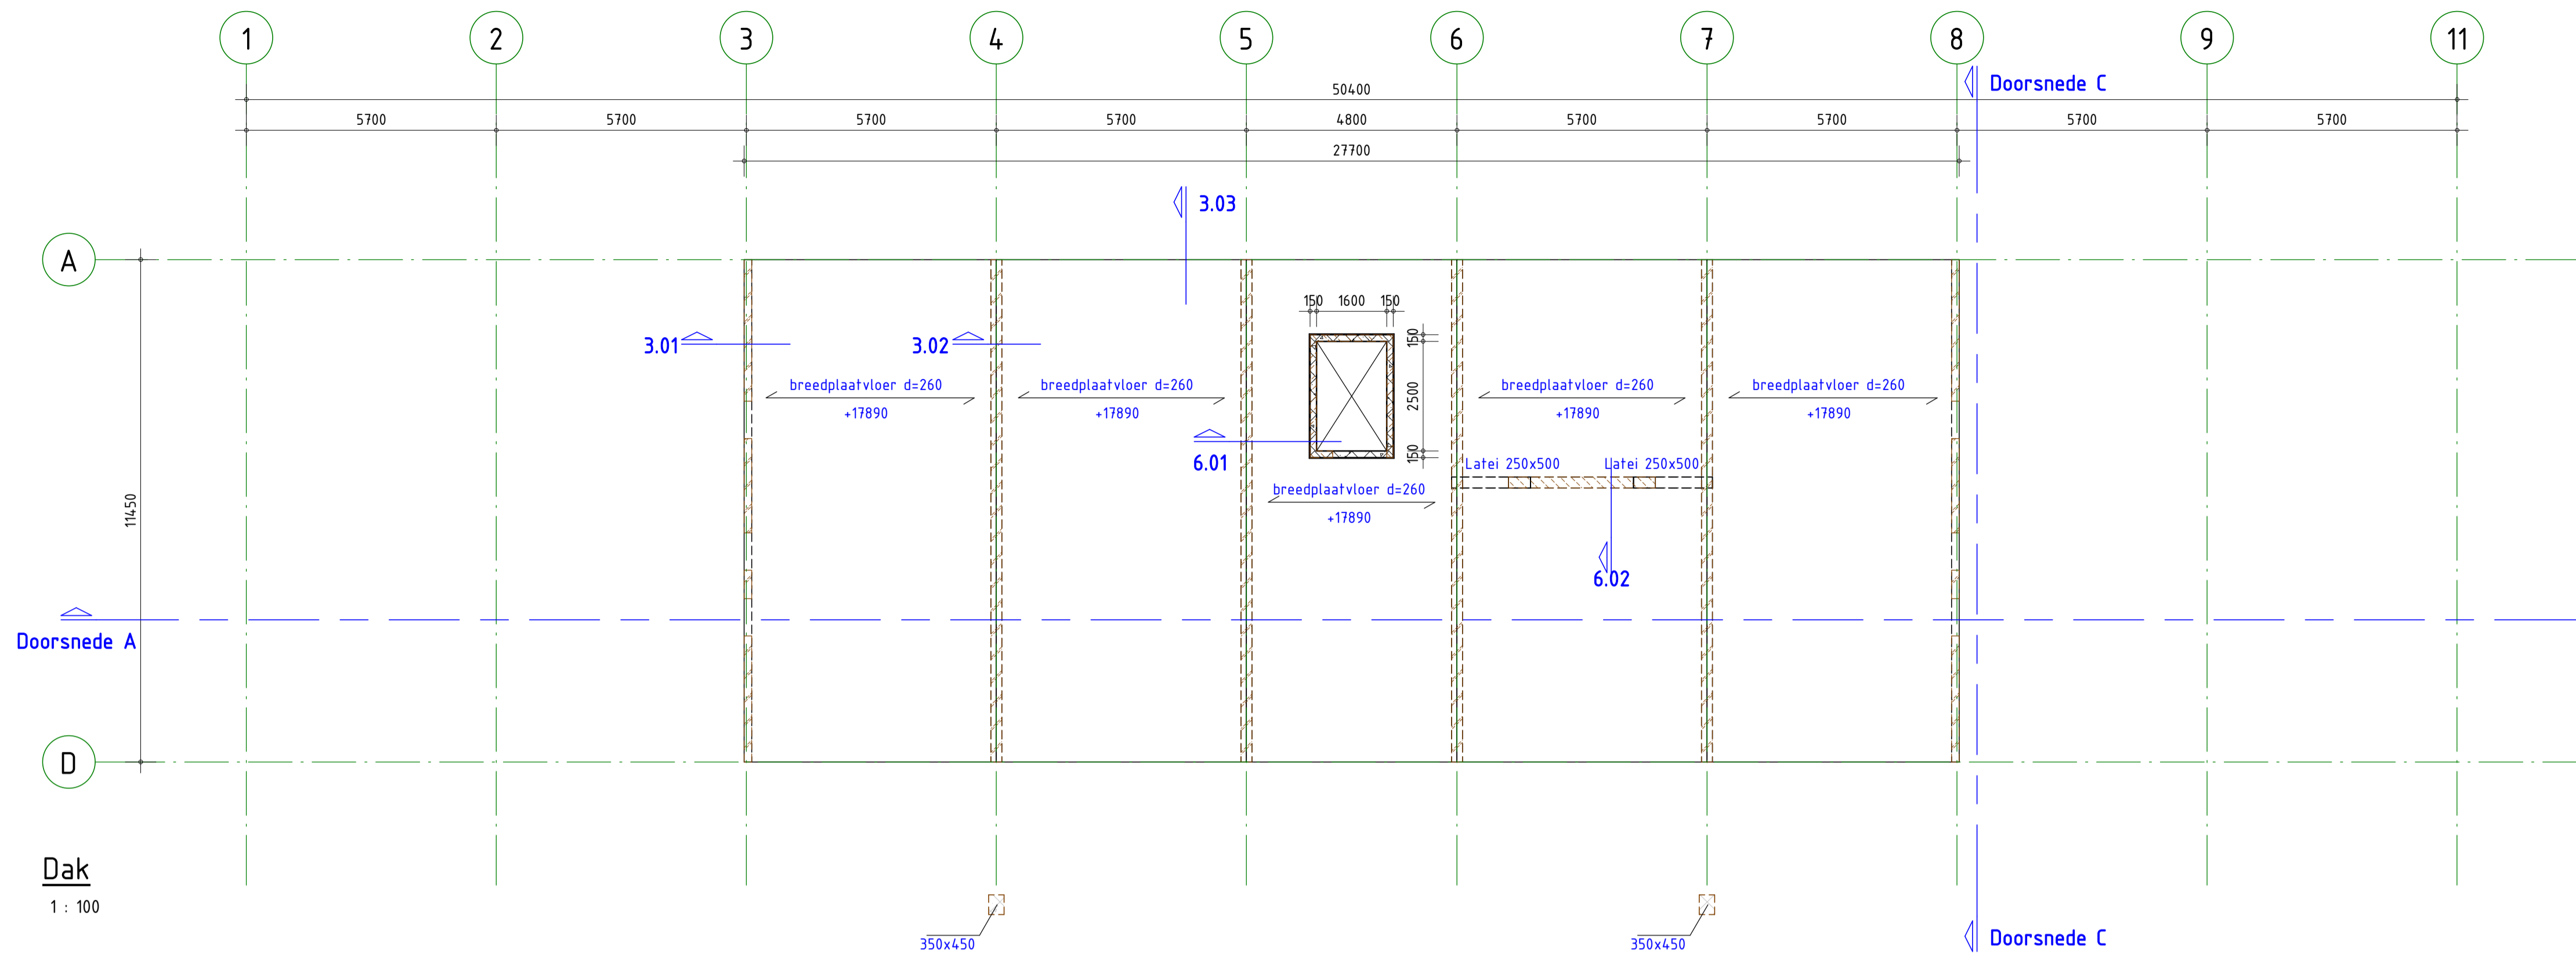 1 2 3 4 5 6 7 8 9 11
Doorsnede C
50400
5700 5700 5700 5700 4800 5700 5700 5700 5700
27700
3.03
A
150 1600 150
3.01
3.02
150
breedplaatvloer d=260
+17890
breedplaatvloer d=260
+17890
2500
breedplaatvloer d=260
+17890
breedplaatvloer d=260
+17890
6.01
150
Latei 250x500
Latei 250x500
breedplaatvloer d=260
+17890
11450
6.02
Doorsnede A
D
Dak
1 : 100
350x450
350x450
Doorsnede C